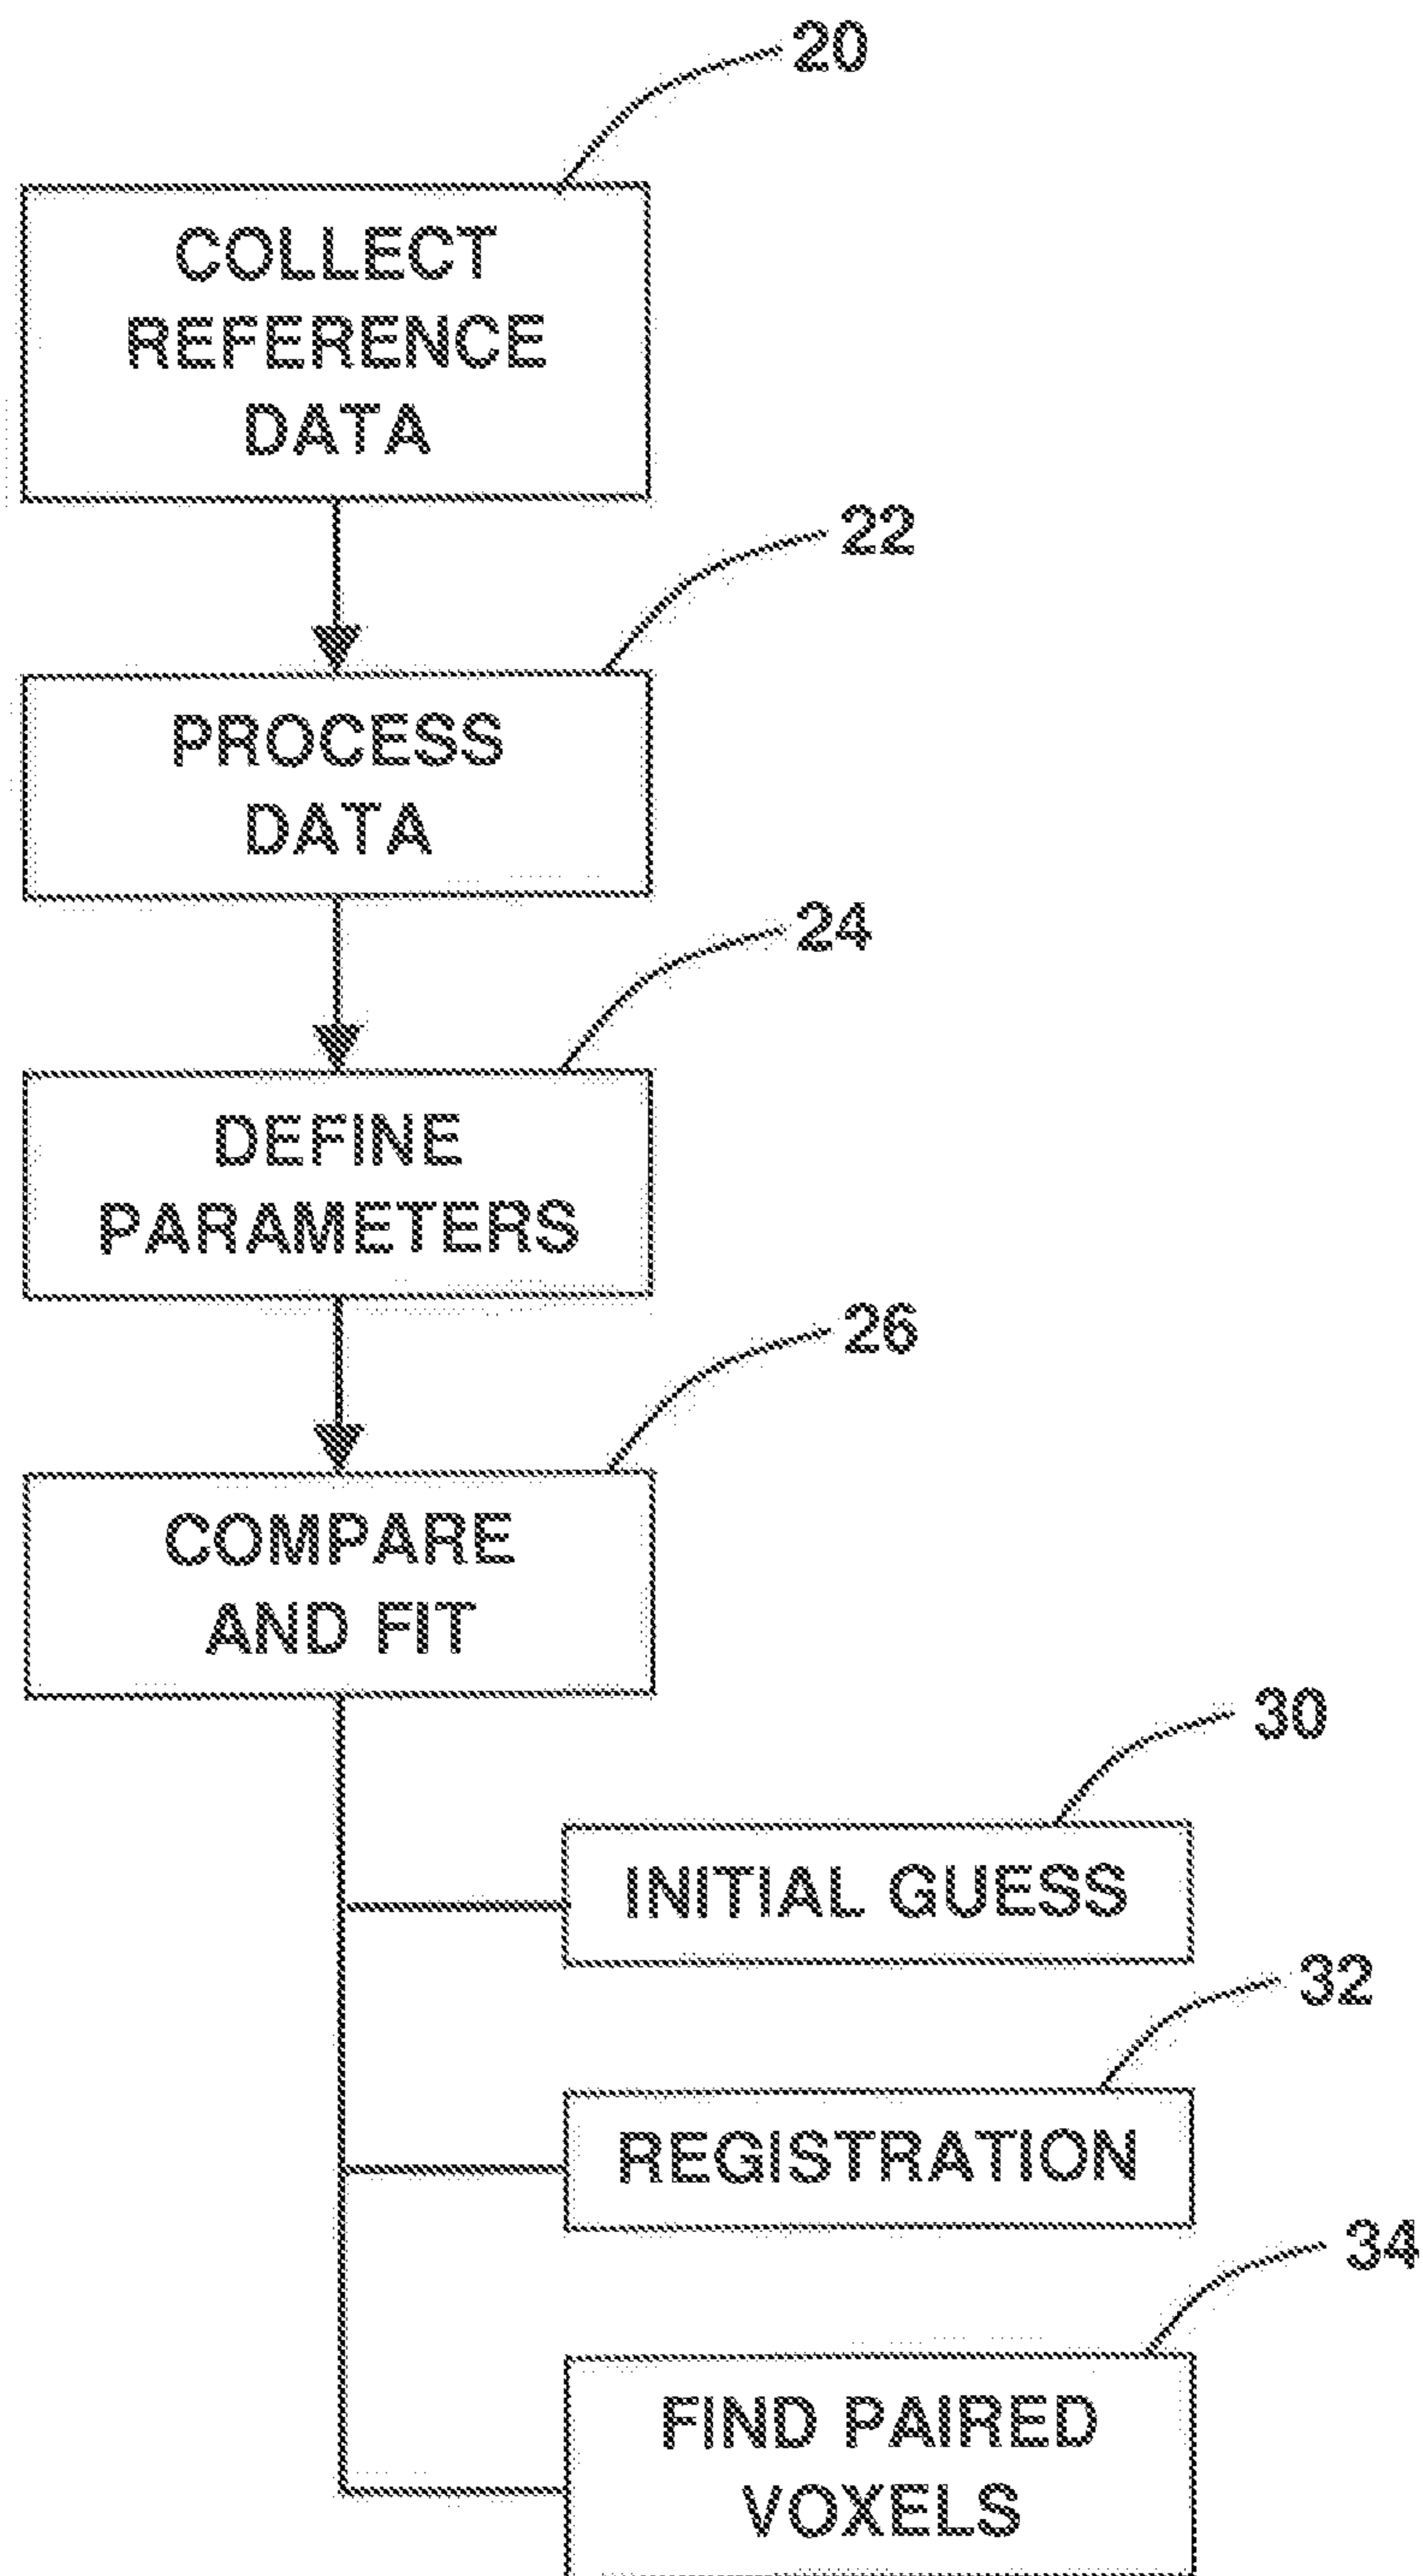 20
COLLECT
REFERENCE
DATA
22
PROCESS
DATA
24
DEFINE
PARAMETERS
26
COMPARE
AND FIT
30
INITIAL GUESS
32
REGISTRATION
34
FIND PAIRED
VOXELS